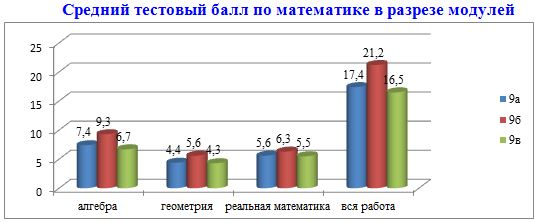 Средний тестовый балл по математике в разрезе модулей
25
20
15
10
5
0
7,4
9,3
6,7
4,4
5,6
4,3
5,6
6,3
5,5
17,4
21,2
16,5
алгебра
геометрия
реальная математика
вся работа
9а
9б
9в